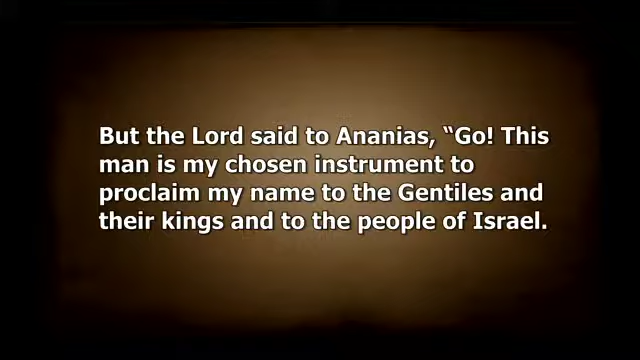 But the Lord said to Ananias, “Go! This
man is my chosen instrument to
proclaim my name to the Gentiles and
their kings and to the people of Israel.